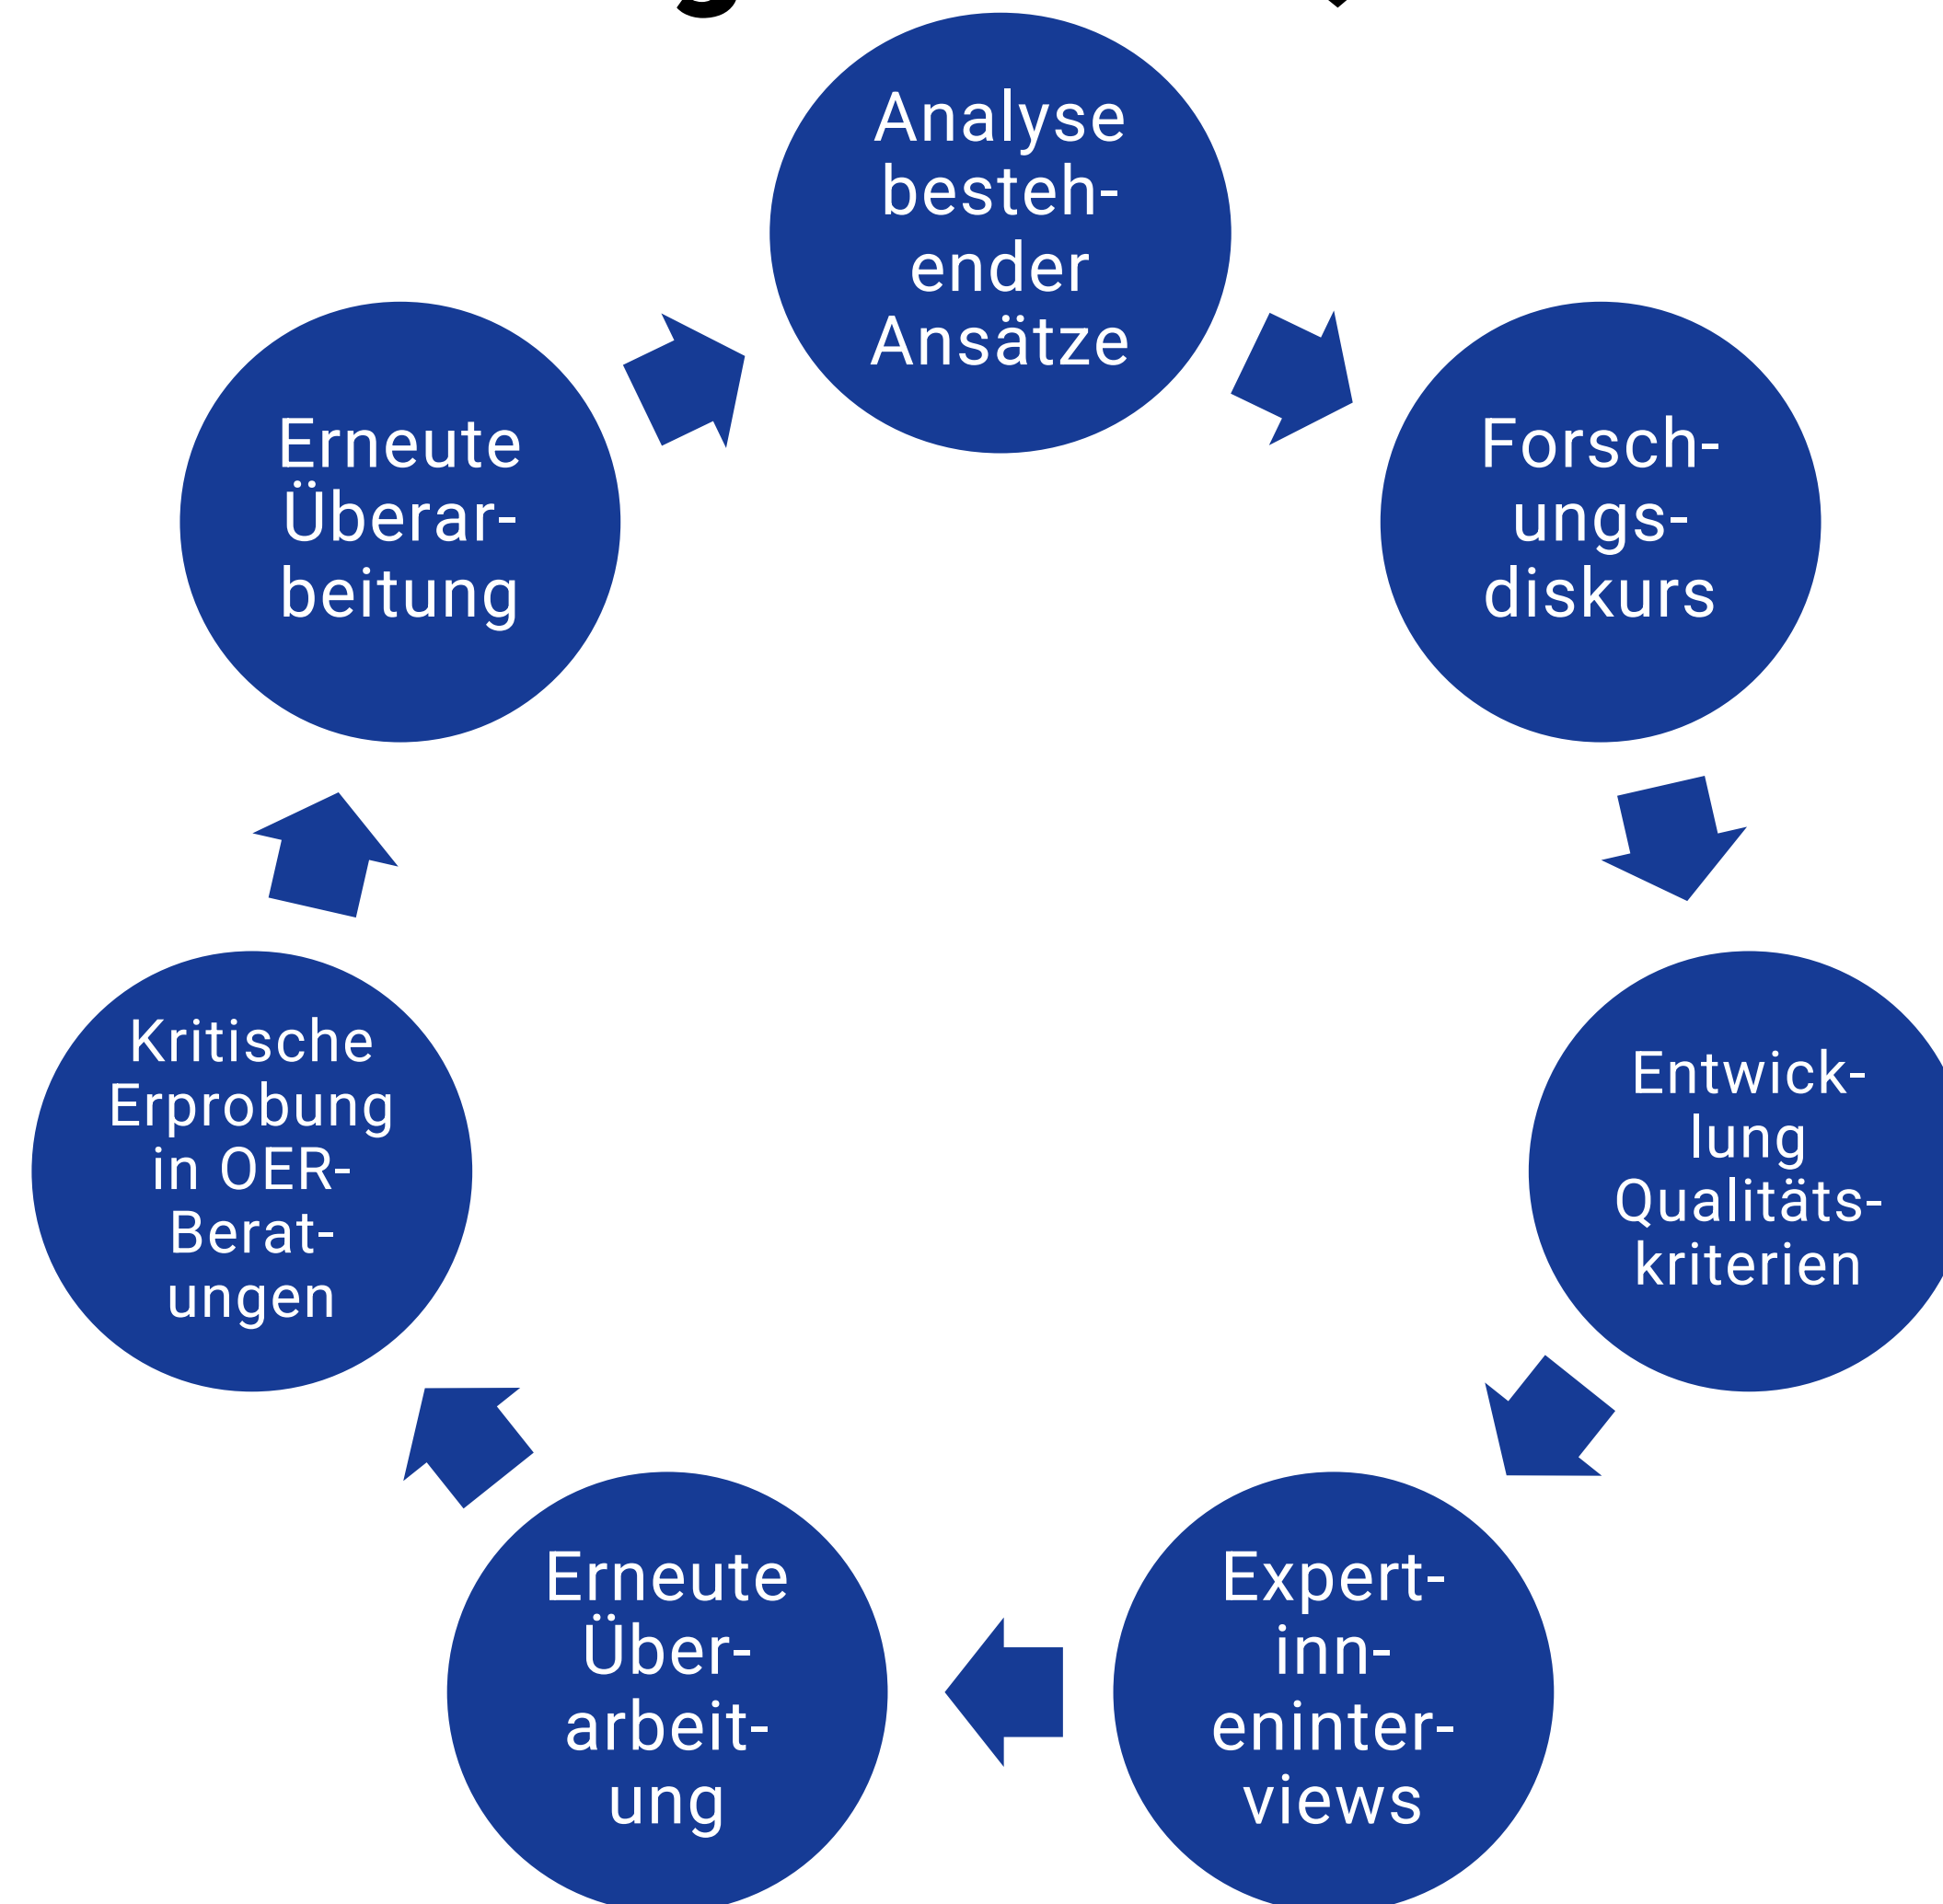 Analyse
besteh-
ender
Ansätze
Forsch-
ungs-
diskurs
Entwick-
lung
Qualitäts-
kriterien
Expert-
inn-
eninter-
views
Erneute
Über-
arbeit-
ung
Kritische
Erprobung
in OER-
Berat-
ungen
Erneute
Überar-
beitung